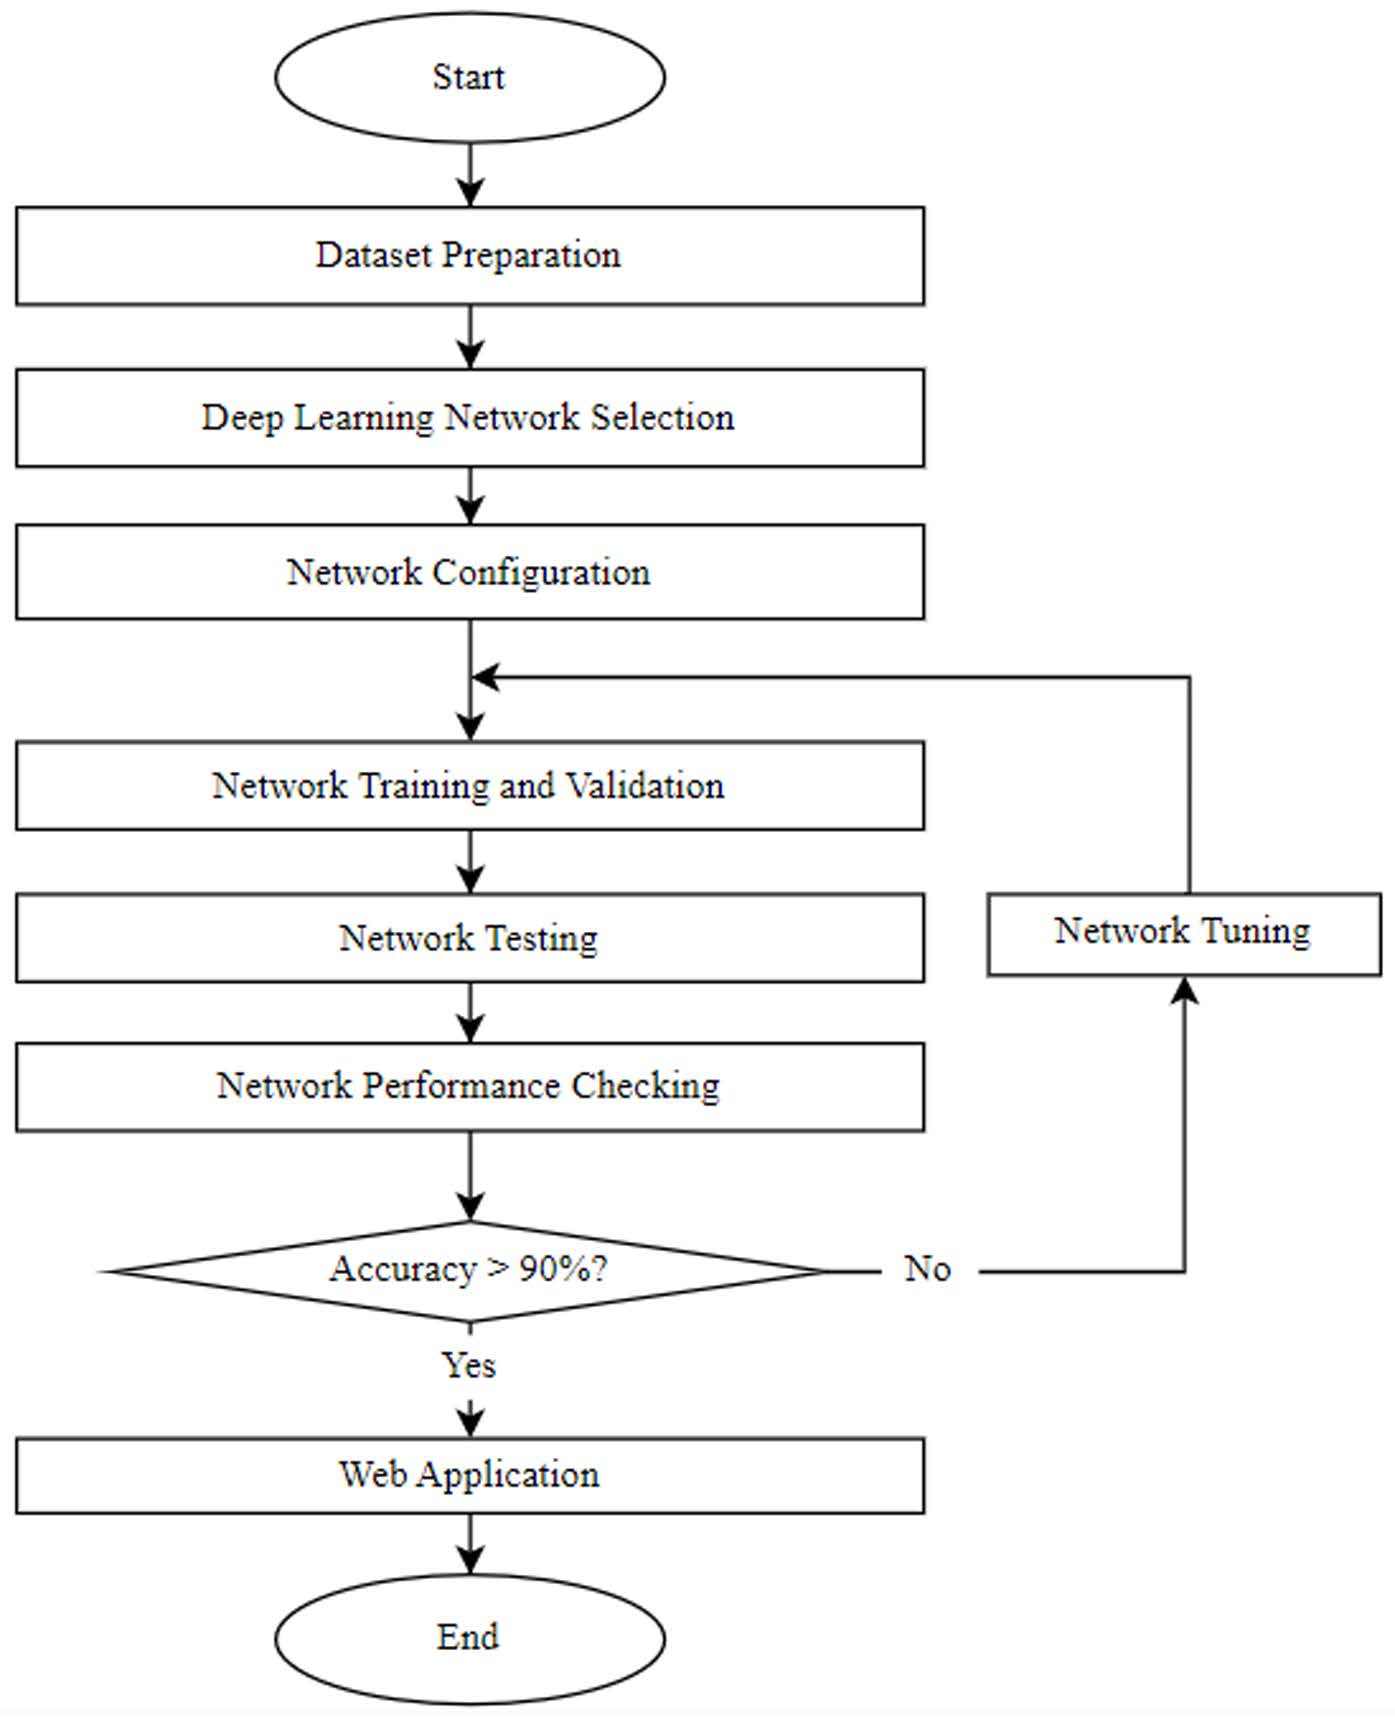 Start
Dataset Preparation
Deep Learning Network Selection
Network Configuration
Network Training and Validation
Network Testing
Network Tuning
Network Performance Checking
Accuracy > 90%?
No
Yes
Web Application
End